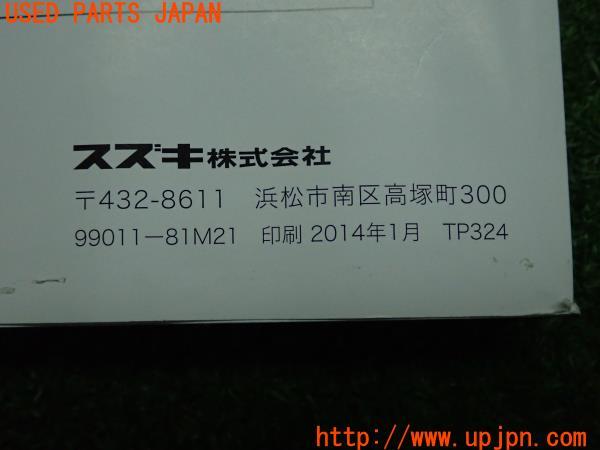 USED PARTS JAPAN
スズキ株式会社
〒432-8611 浜松市南区高塚町300
99011－81M21 印刷 2014年1月 TP324
http://www.upjpn.com/